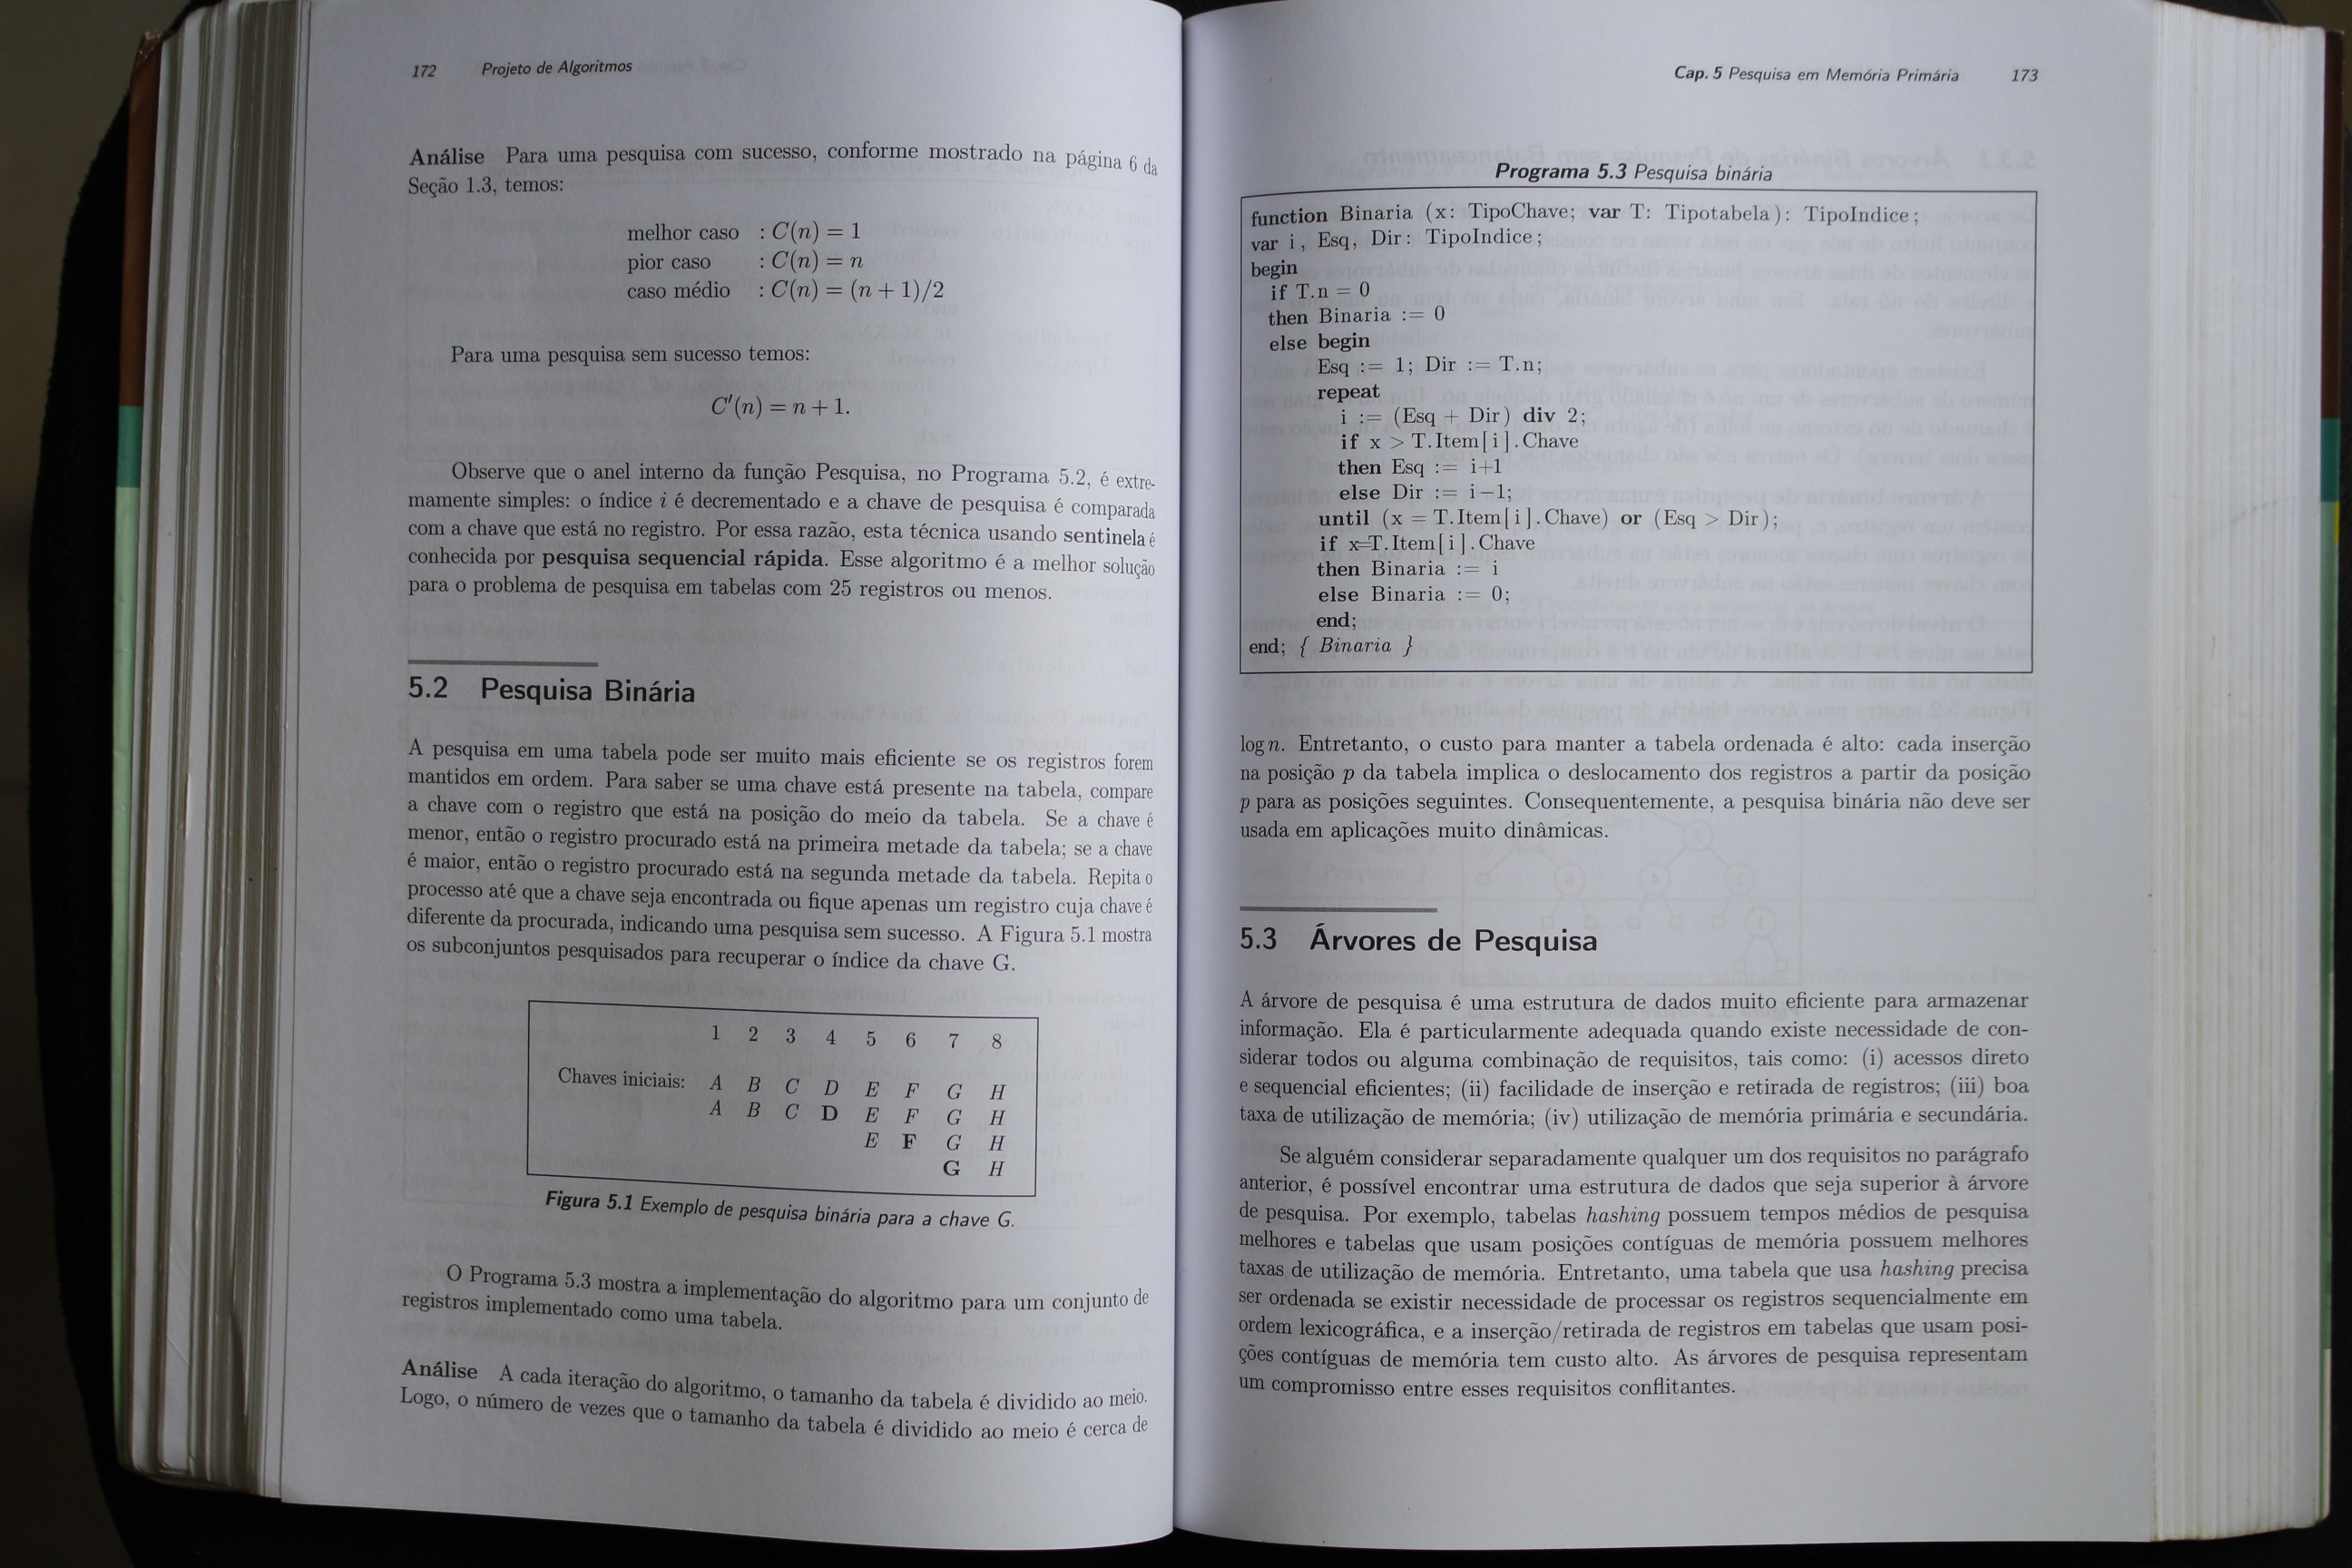 172 Projeto de Algoritmos
Análise Para uma pesquisa com sucesso, conforme mostrado na página 6 da
Seção 1.3, temos:
melhor caso : C(n) = 1
pior caso : C(n) = n
caso médio : C(n) = (n + 1)/2
Para uma pesquisa sem sucesso temos:
C'(n) = n + 1.
Observe que o anel interno da função Pesquisa, no Programa 5.2, é extre-
mamente simples: o índice i é decrementado e a chave de pesquisa é comparada
com a chave que está no registro. Por essa razão, esta técnica usando sentinela é
conhecida por pesquisa sequencial rápida. Esse algoritmo é a melhor solução
para o problema de pesquisa em tabelas com 25 registros ou menos.
5.2 Pesquisa Binária
A pesquisa em uma tabela pode ser muito mais eficiente se os registros forem
mantidos em ordem. Para saber se uma chave está presente na tabela, compare
a chave com o registro que está na posição do meio da tabela. Se a chave é
menor, então o registro procurado está na primeira metade da tabela; se a chave
é maior, então o registro procurado está na segunda metade da tabela. Repita o
processo até que a chave seja encontrada ou fique apenas um registro cuja chave é
diferente da procurada, indicando uma pesquisa sem sucesso. A Figura 5.1 mostra
os subconjuntos pesquisados para recuperar o índice da chave G.
1 2 3 4 5 6 7 8
Chaves iniciais: A B C D E F G H
A B C D E F G H
E F G H
G H
Figura 5.1 Exemplo de pesquisa binária para a chave G.
O Programa 5.3 mostra a implementação do algoritmo para um conjunto de
registros implementado como uma tabela.
Análise A cada iteração do algoritmo, o tamanho da tabela é dividido ao meio.
Logo, o número de vezes que o tamanho da tabela é dividido ao meio é cerca de
Cap.5 Pesquisa em Memória Primária 173
Programa 5.3 Pesquisa binária
function Binaria (x: TipoChave; var T: Tipotabela): TipoIndice;
var i, Esq, Dir: TipoIndice;
begin
if T.n = 0
then Binaria := 0
else begin
Esq := 1; Dir := T.n;
repeat
i := (Esq + Dir) div 2;
if x > T.Item[i].Chave
then Esq := i+1
else Dir := i−1;
until (x = T.Item[i].Chave) or (Esq > Dir);
if x=T.Item[i].Chave
then Binaria := i
else Binaria := 0;
end;
end; { Binaria }
log n. Entretanto, o custo para manter a tabela ordenada é alto: cada inserção
na posição p da tabela implica o deslocamento dos registros a partir da posição
p para as posições seguintes. Consequentemente, a pesquisa binária não deve ser
usada em aplicações muito dinâmicas.
5.3 Árvores de Pesquisa
A árvore de pesquisa é uma estrutura de dados muito eficiente para armazenar
informação. Ela é particularmente adequada quando existe necessidade de con-
siderar todos ou alguma combinação de requisitos, tais como: (i) acessos direto
e sequencial eficientes; (ii) facilidade de inserção e retirada de registros; (iii) boa
taxa de utilização de memória; (iv) utilização de memória primária e secundária.
Se alguém considerar separadamente qualquer um dos requisitos no parágrafo
anterior, é possível encontrar uma estrutura de dados que seja superior à árvore
de pesquisa. Por exemplo, tabelas hashing possuem tempos médios de pesquisa
melhores e tabelas que usam posições contíguas de memória possuem melhores
taxas de utilização de memória. Entretanto, uma tabela que usa hashing precisa
ser ordenada se existir necessidade de processar os registros sequencialmente em
ordem lexicográfica, e a inserção/retirada de registros em tabelas que usam posi-
ções contíguas de memória tem custo alto. As árvores de pesquisa representam
um compromisso entre esses requisitos conflitantes.